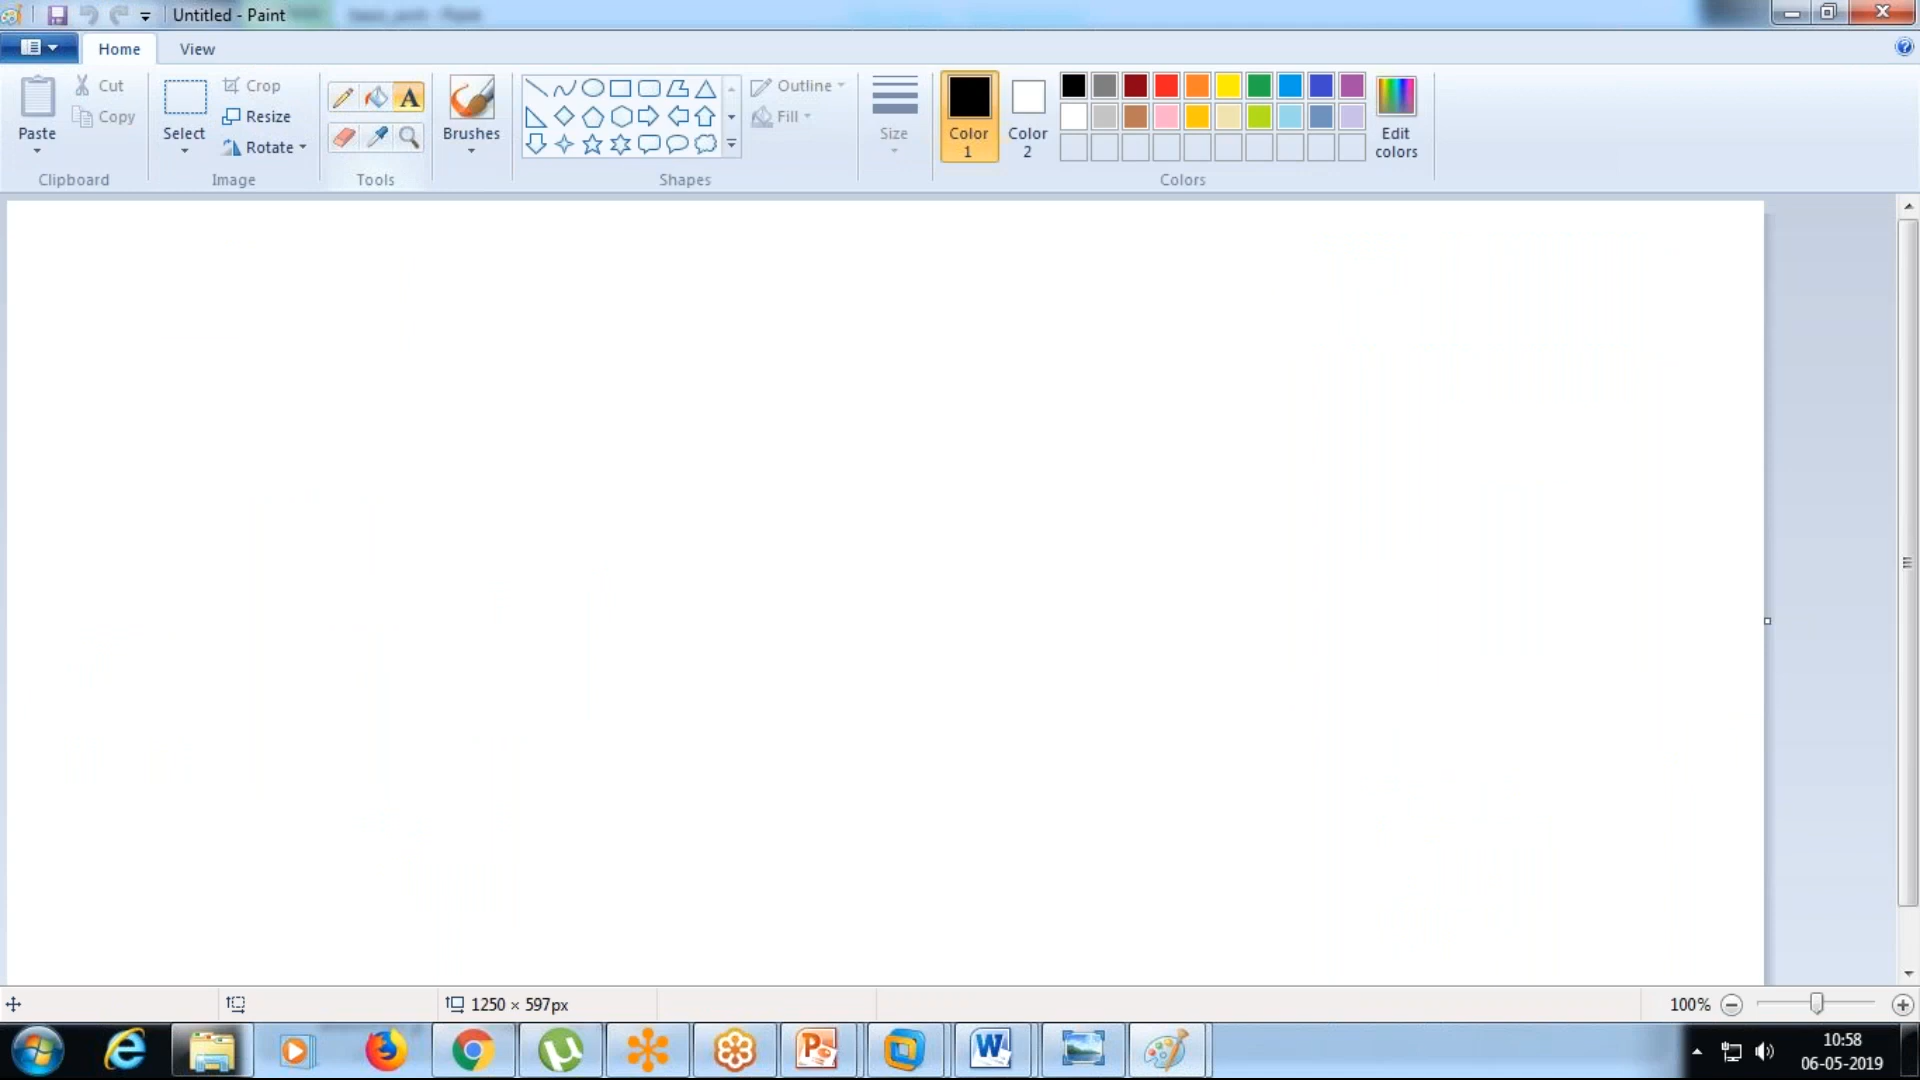 Untitled - Paint
Home
View
Paste
Cut
Copy
Clipboard
Select
Crop
Resize
Rotate
Image
A
Tools
Brushes
Shapes
Outline
Fill
Size
Color
1
Color
2
Edit
colors
Colors
1250 × 597px
100%
10:58
06-05-2019